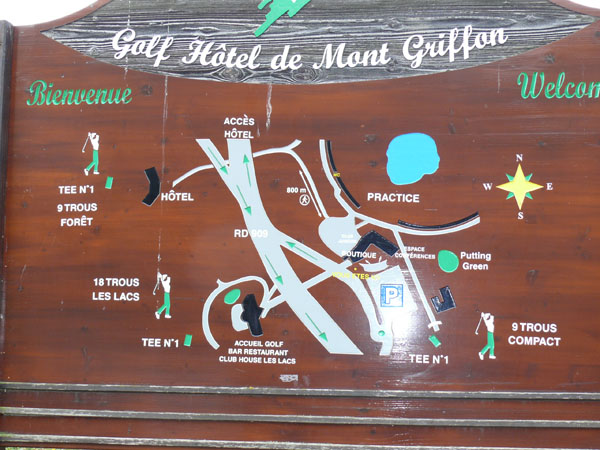 Golf Hôtel de Mont Griffon
Bienvenue
Welcom
ACCÈS
HÔTEL
TEE N°1
9 TROUS
FORÊT
HÔTEL
800 m
PRACTICE
N
W
E
S
RD 909
BOUTIQUE
ESPACE
CONFÉRENCES
Putting
Green
18 TROUS
LES LACS
P
TEE N°1
ACCUEIL GOLF
BAR RESTAURANT
CLUB HOUSE LES LACS
TEE N°1
9 TROUS
COMPACT